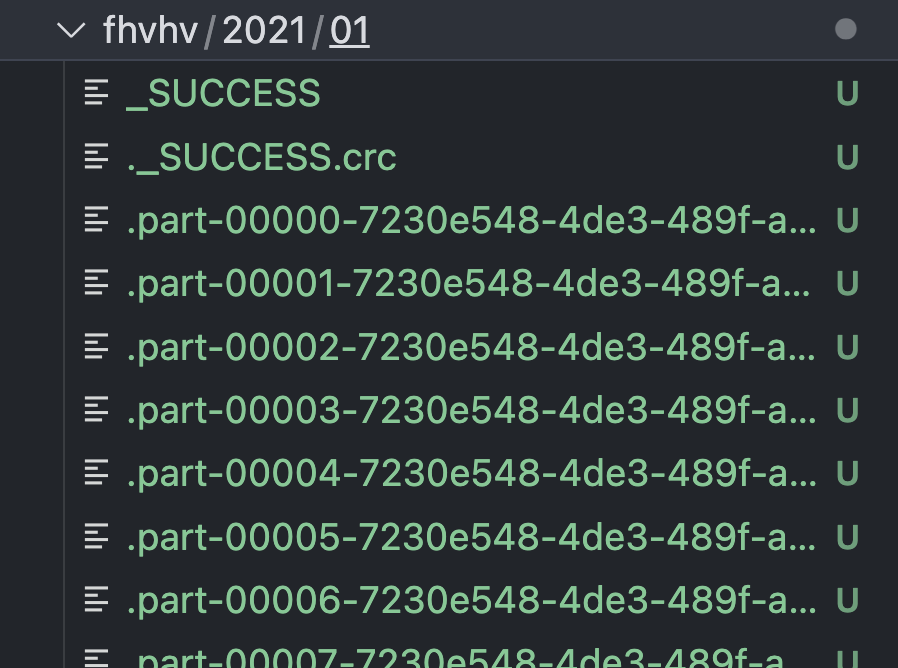 fhvhv/2021/01
_SUCCESS U
._SUCCESS.crc U
.part-00000-7230e548-4de3-489f-a... U
.part-00001-7230e548-4de3-489f-a... U
.part-00002-7230e548-4de3-489f-a... U
.part-00003-7230e548-4de3-489f-a... U
.part-00004-7230e548-4de3-489f-a... U
.part-00005-7230e548-4de3-489f-a... U
.part-00006-7230e548-4de3-489f-a... U
.part-00007-7230e548-4de3-489f-a... U